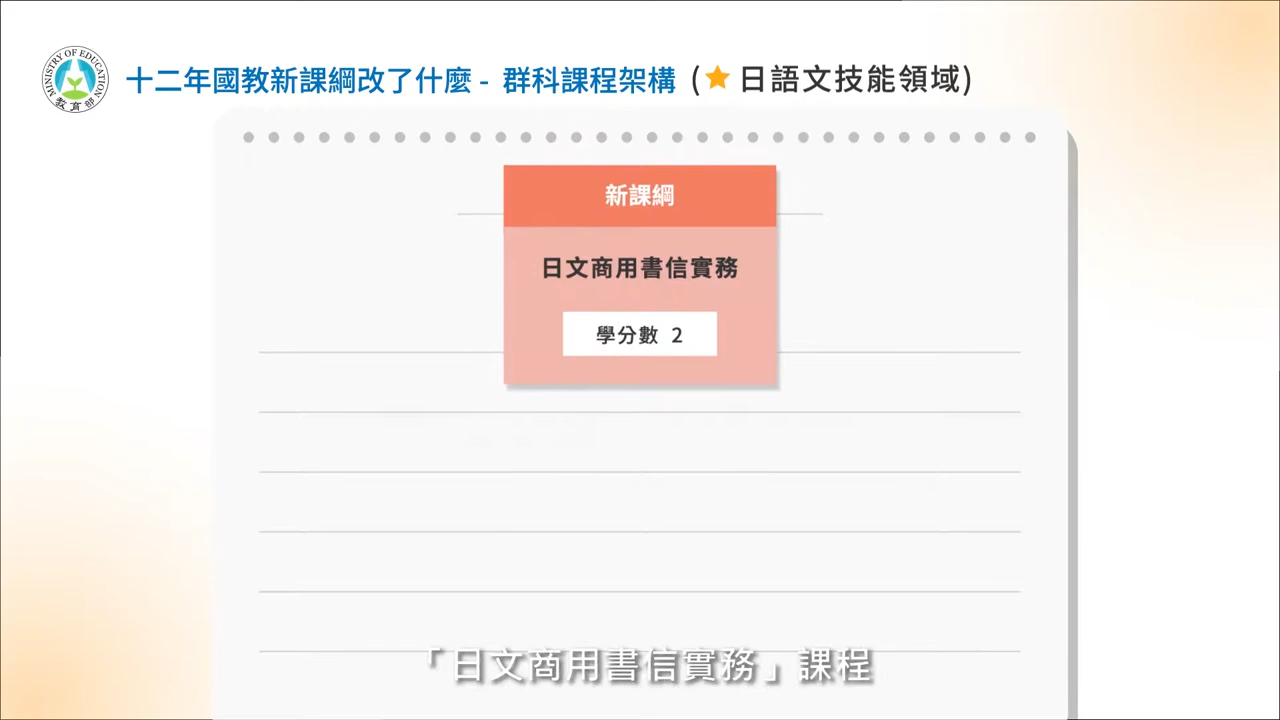 MINISTRY OF EDUCATION
教育部
十二年國教新課綱改了什麼 - 群科課程架構 (★日語文技能領域)
新課綱
日文商用書信實務
學分數 2
「日文商用書信實務」課程